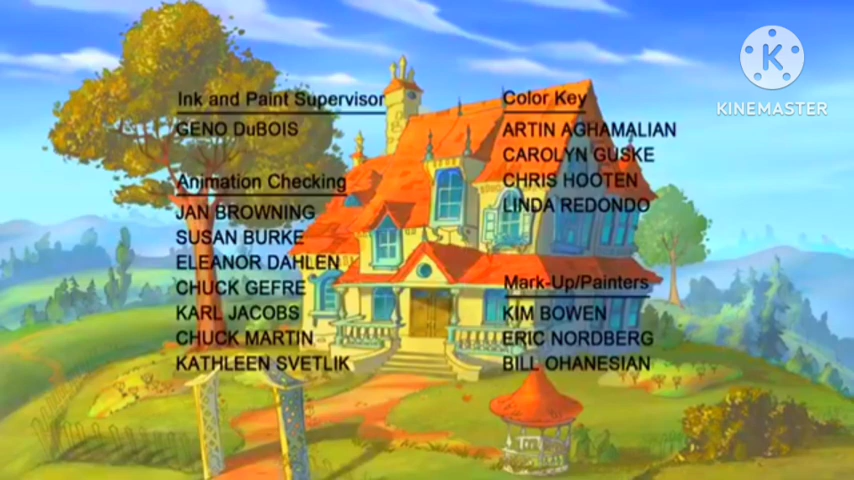 Ink and Paint Supervisor
GENO DuBOIS
Animation Checking
JAN BROWNING
SUSAN BURKE
ELEANOR DAHLEN
CHUCK GEFRE
KARL JACOBS
CHUCK MARTIN
KATHLEEN SVETLIK
Color Key
ARTIN AGHAMALIAN
CAROLYN GUSKE
CHRIS HOOTEN
LINDA REDONDO
Mark-Up/Painters
KIM BOWEN
ERIC NORDBERG
BILL OHANESIAN
K
KINEMASTER